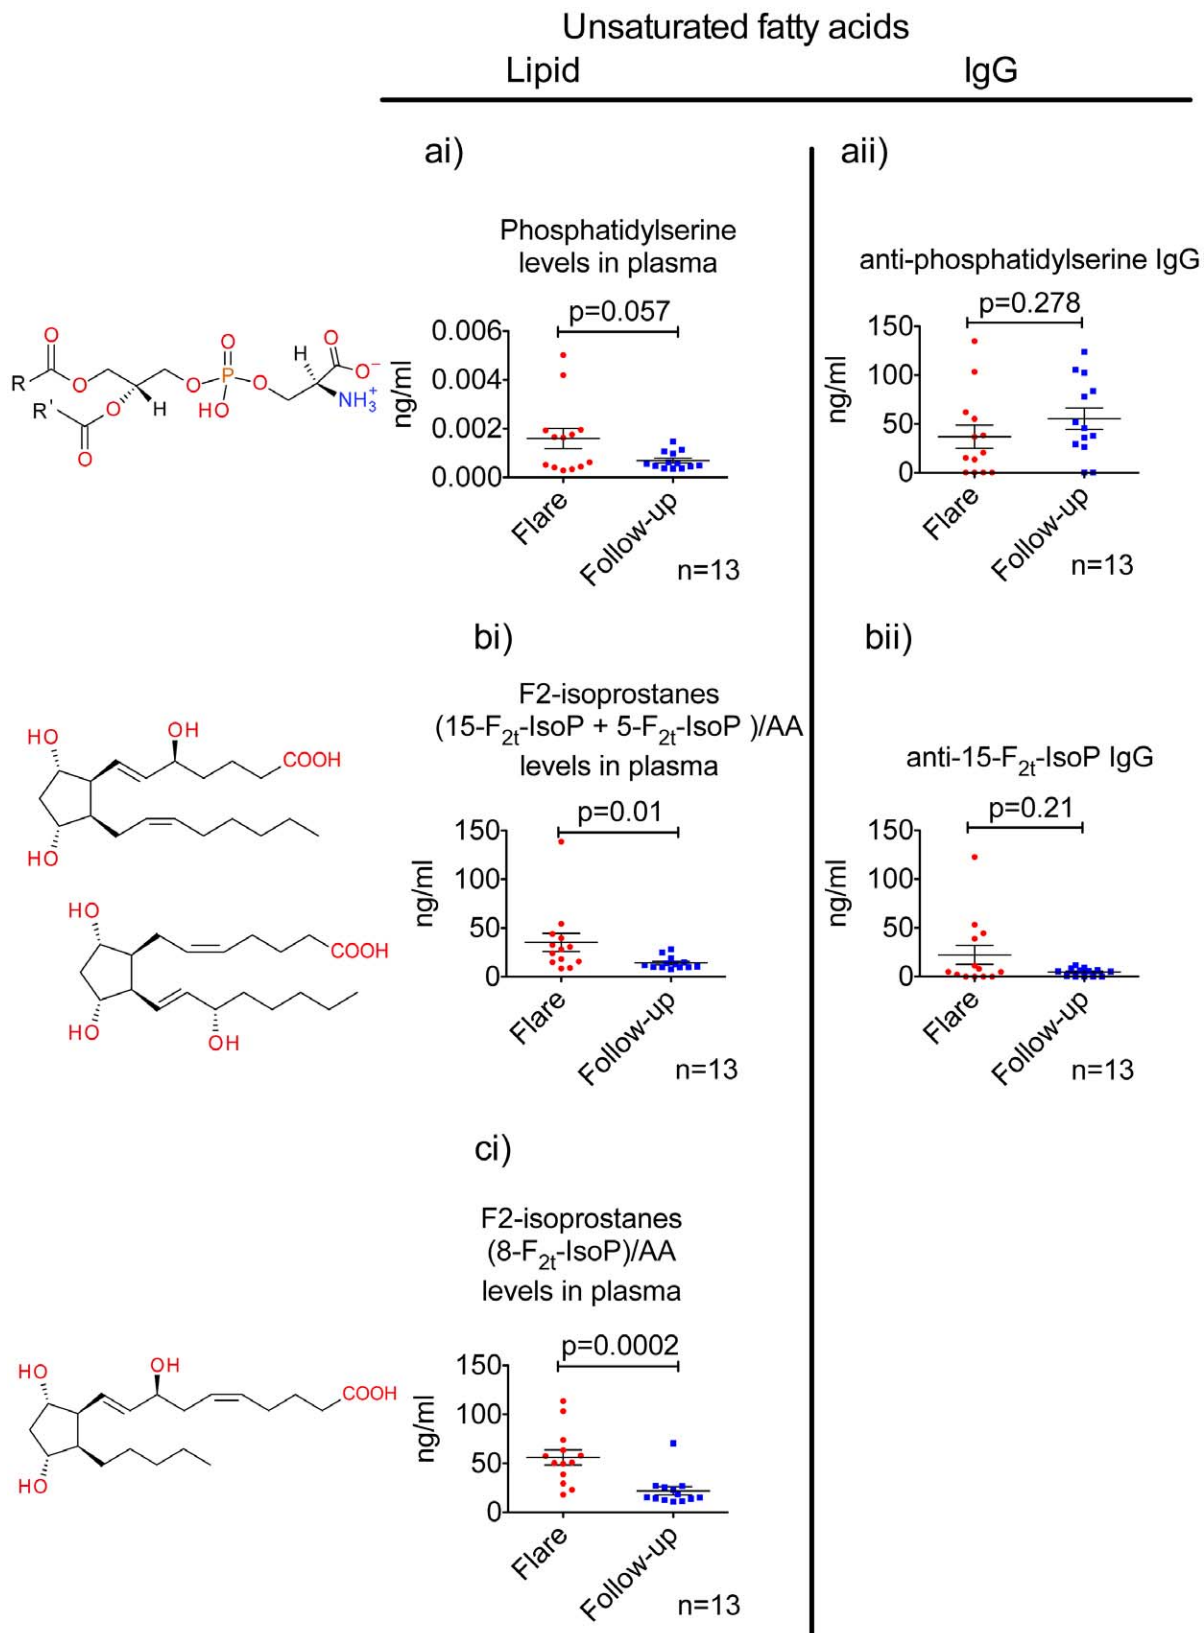 Unsaturated fatty acids
Lipid IgG
ai)
Phosphatidylserine
levels in plasma
p=0.057
0.006
0.004
0.002
0.000
ng/ml
Flare
Follow-up
n=13
O
R
O
R'
O
O
H
O
P
O
HO
O
H
O
O−
NH3+
aii)
anti-phosphatidylserine IgG
p=0.278
150
100
50
0
ng/ml
Flare
Follow-up
n=13
bi)
F2-isoprostanes
(15-F2t-IsoP + 5-F2t-IsoP )/AA
levels in plasma
p=0.01
150
100
50
0
ng/ml
Flare
Follow-up
n=13
HO
OH
COOH
HO
HO
COOH
HO
OH
bii)
anti-15-F2t-IsoP IgG
p=0.21
150
100
50
0
ng/ml
Flare
Follow-up
n=13
ci)
F2-isoprostanes
(8-F2t-IsoP)/AA
levels in plasma
p=0.0002
150
100
50
0
ng/ml
Flare
Follow-up
n=13
HO
OH
COOH
HO